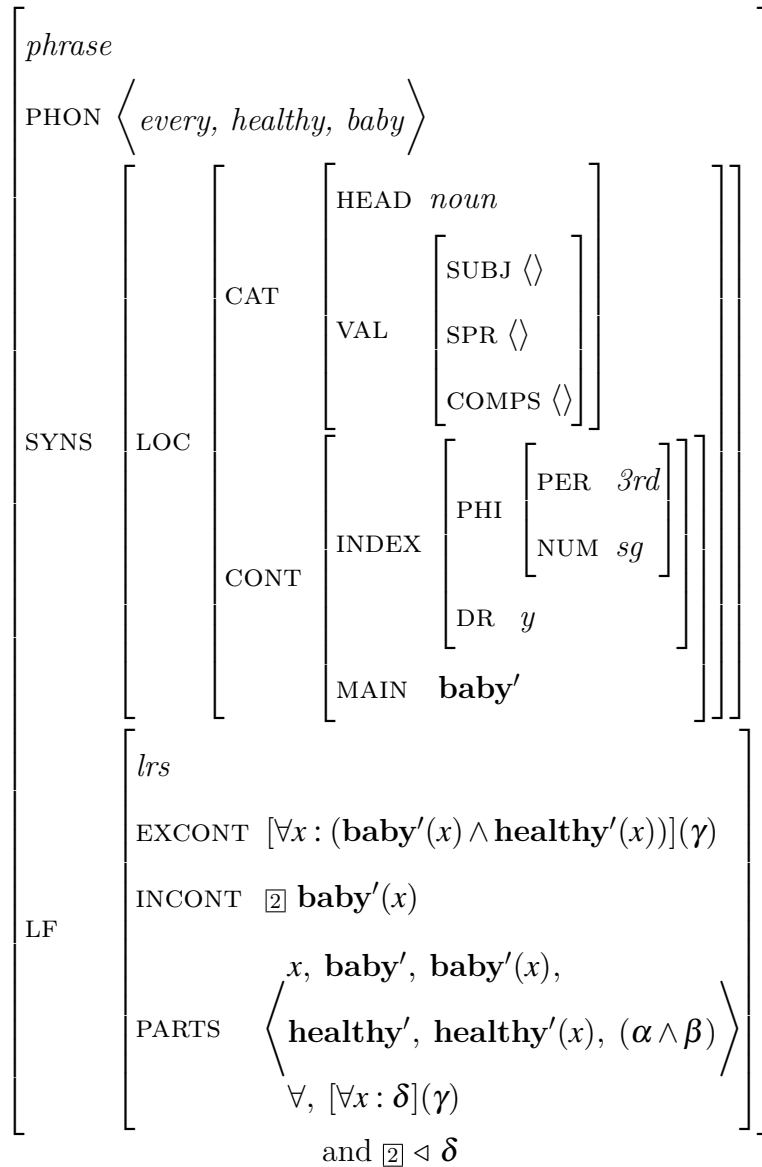 phrase
PHON ⟨every, healthy, baby⟩
HEAD noun
SUBJ ⟨⟩
CAT
VAL SPR ⟨⟩
COMPS ⟨⟩
SYNS LOC
PER 3rd
PHI
INDEX NUM sg
CONT
DR y
MAIN baby′
lrs
EXCONT [∀x : (baby′(x) ∧ healthy′(x))](γ)
INCONT [2] baby′(x)
LF
x, baby′, baby′(x),
PARTS ⟨healthy′, healthy′(x), (α ∧ β)⟩
∀, [∀x : δ](γ)
and [2] ◁ δ